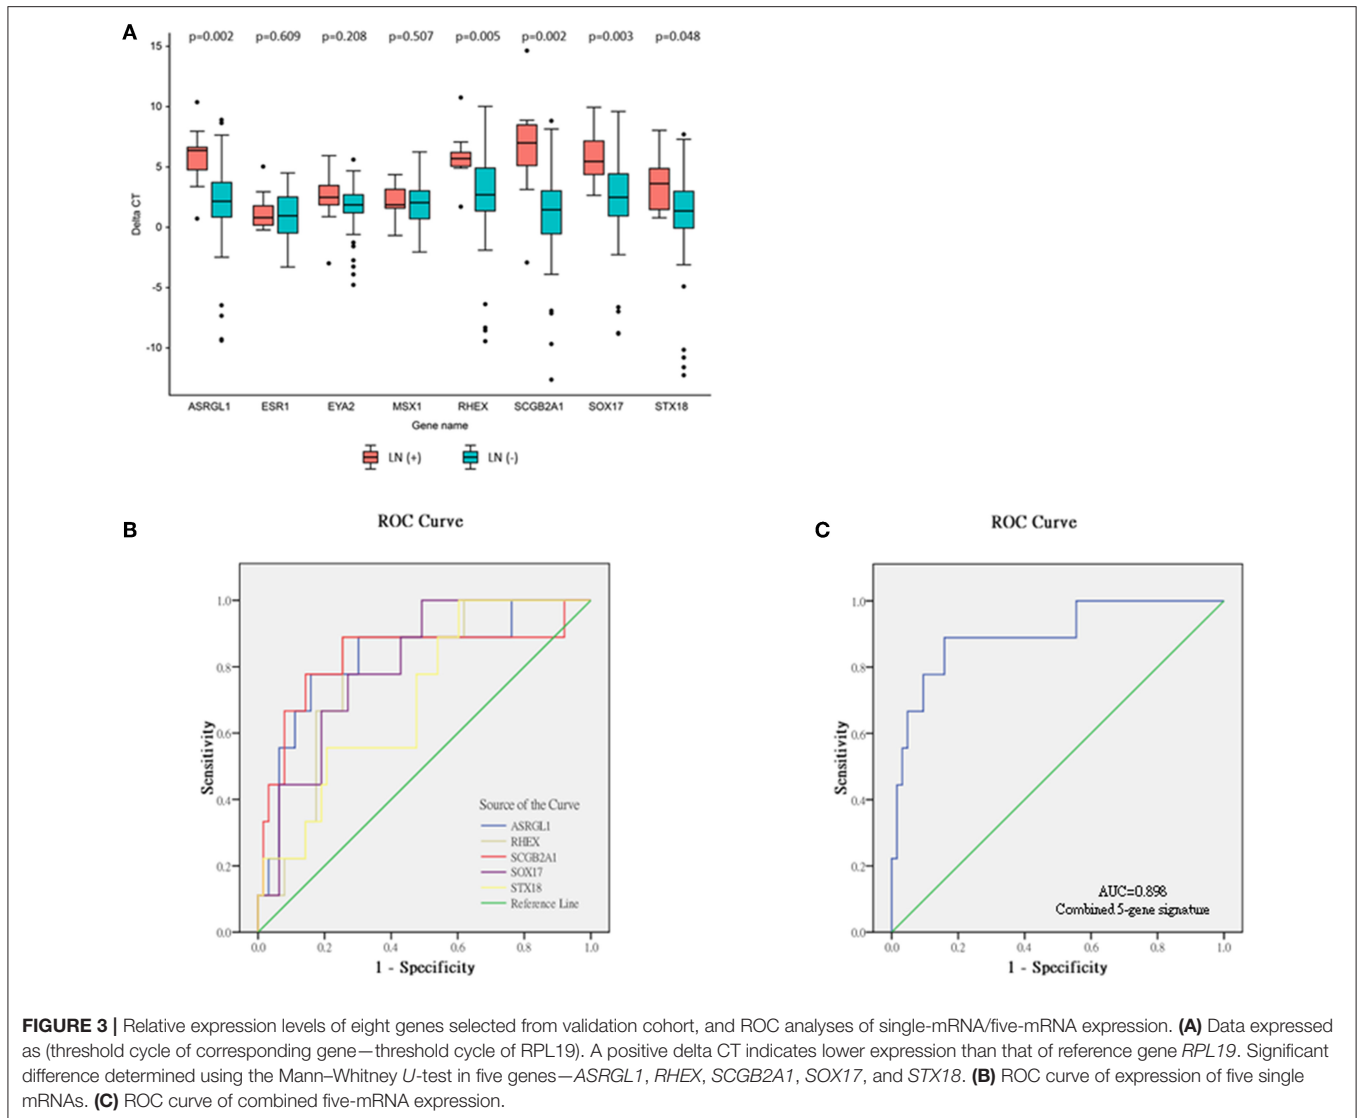 A
p=0.002 p=0.609 p=0.208 p=0.507 p=0.005 p=0.002 p=0.003 p=0.048
15
10
5
0
-5
-10
Delta CT
ASRGL1 ESR1 EYA2 MSX1 RHEX SCGB2A1 SOX17 STX18
Gene name
LN (+) LN (-)
B
ROC Curve
1.0
0.8
0.6
0.4
0.2
0.0
Sensitivity
Source of the Curve
ASRGL1
RHEX
SCGB2A1
SOX17
STX18
Reference Line
0.0 0.2 0.4 0.6 0.8 1.0
1 - Specificity
C
ROC Curve
1.0
0.8
0.6
0.4
0.2
0.0
Sensitivity
AUC=0.898
Combined 5-gene signature
0.0 0.2 0.4 0.6 0.8 1.0
1 - Specificity
FIGURE 3 | Relative expression levels of eight genes selected from validation cohort, and ROC analyses of single-mRNA/five-mRNA expression. (A) Data expressed
as (threshold cycle of corresponding gene—threshold cycle of RPL19). A positive delta CT indicates lower expression than that of reference gene RPL19. Significant
difference determined using the Mann–Whitney U-test in five genes—ASRGL1, RHEX, SCGB2A1, SOX17, and STX18. (B) ROC curve of expression of five single
mRNAs. (C) ROC curve of combined five-mRNA expression.